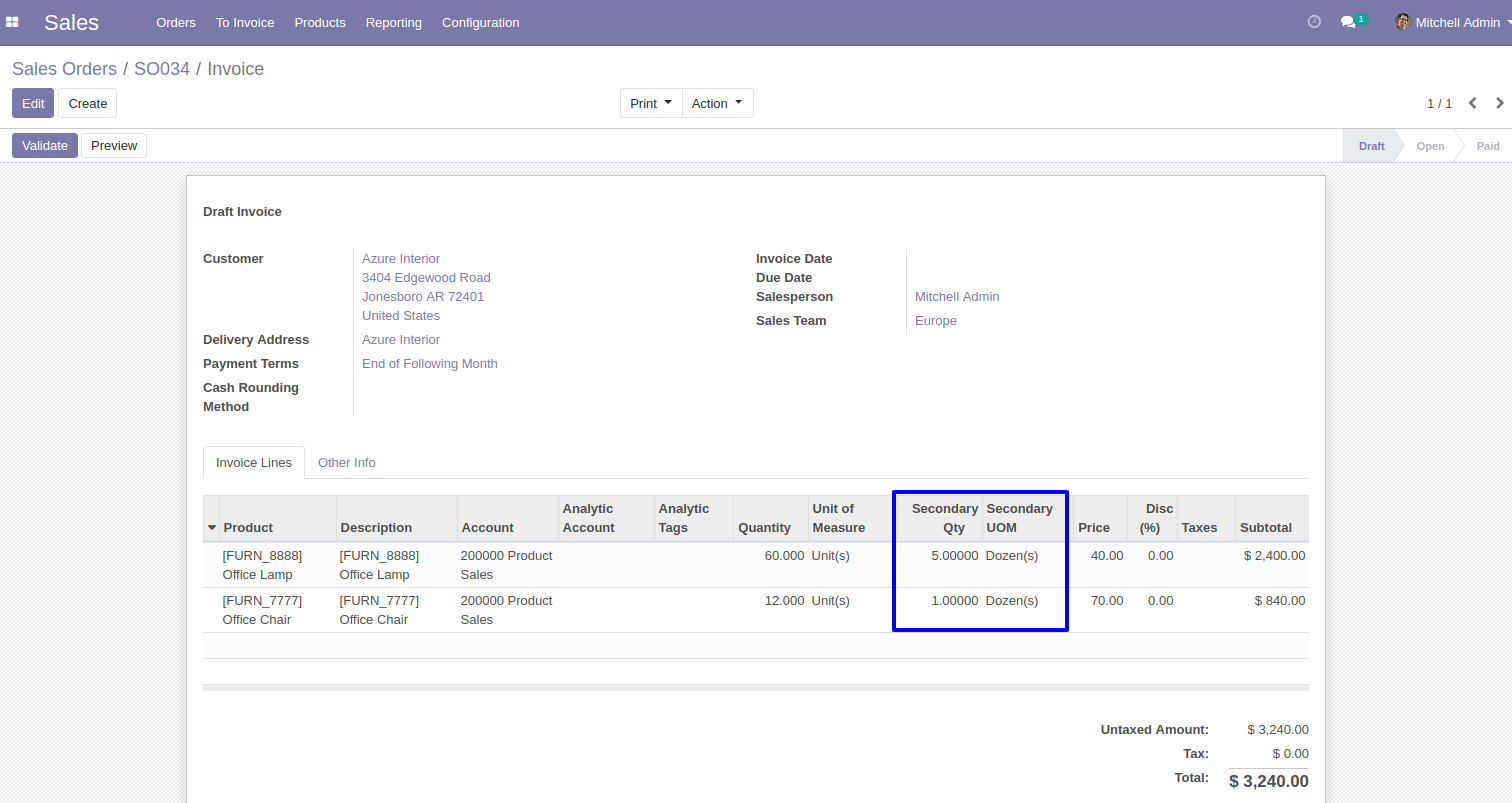 Sales Orders To Invoice Products Reporting Configuration 1 Mitchell Admin
Sales Orders / SO034 / Invoice
Edit Create Print Action 1 / 1
Validate Preview Draft Open Paid
Draft Invoice
Customer Azure Interior Invoice Date
3404 Edgewood Road Due Date
Jonesboro AR 72401 Salesperson Mitchell Admin
United States
Sales Team Europe
Delivery Address Azure Interior
Payment Terms End of Following Month
Cash Rounding
Method
Invoice Lines Other Info
Analytic Analytic Unit of Secondary Secondary Disc
Product Description Account Account Tags Quantity Measure Qty UOM Price (%) Taxes Subtotal
[FURN_8888] [FURN_8888] 200000 Product 60.000 Unit(s) 5.00000 Dozen(s) 40.00 0.00 $ 2,400.00
Office Lamp Office Lamp Sales
[FURN_7777] [FURN_7777] 200000 Product 12.000 Unit(s) 1.00000 Dozen(s) 70.00 0.00 $ 840.00
Office Chair Office Chair Sales
Untaxed Amount: $ 3,240.00
Tax: $ 0.00
Total: $ 3,240.00